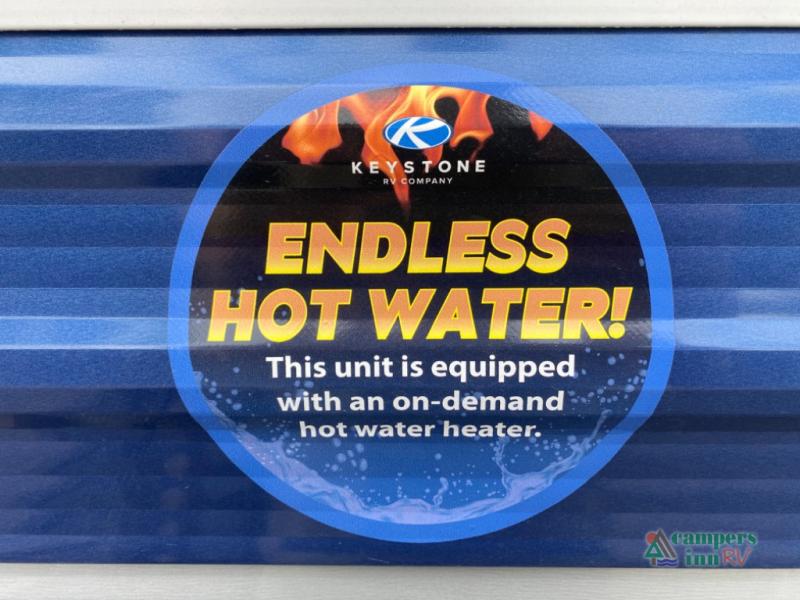 K
KEYSTONE
RV COMPANY
ENDLESS
HOT WATER!
This unit is equipped
with an on-demand
hot water heater.
campers
inn RV